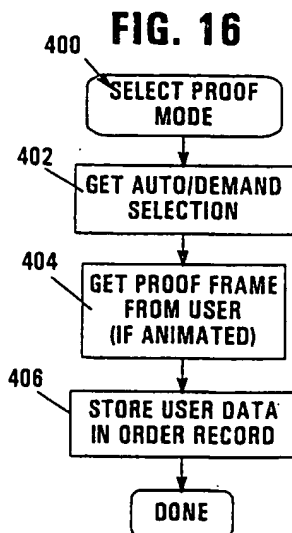 FIG. 16
400
SELECT PROOF
MODE
402
GET AUTO/DEMAND
SELECTION
404
GET PROOF FRAME
FROM USER
(IF ANIMATED)
406
STORE USER DATA
IN ORDER RECORD
DONE